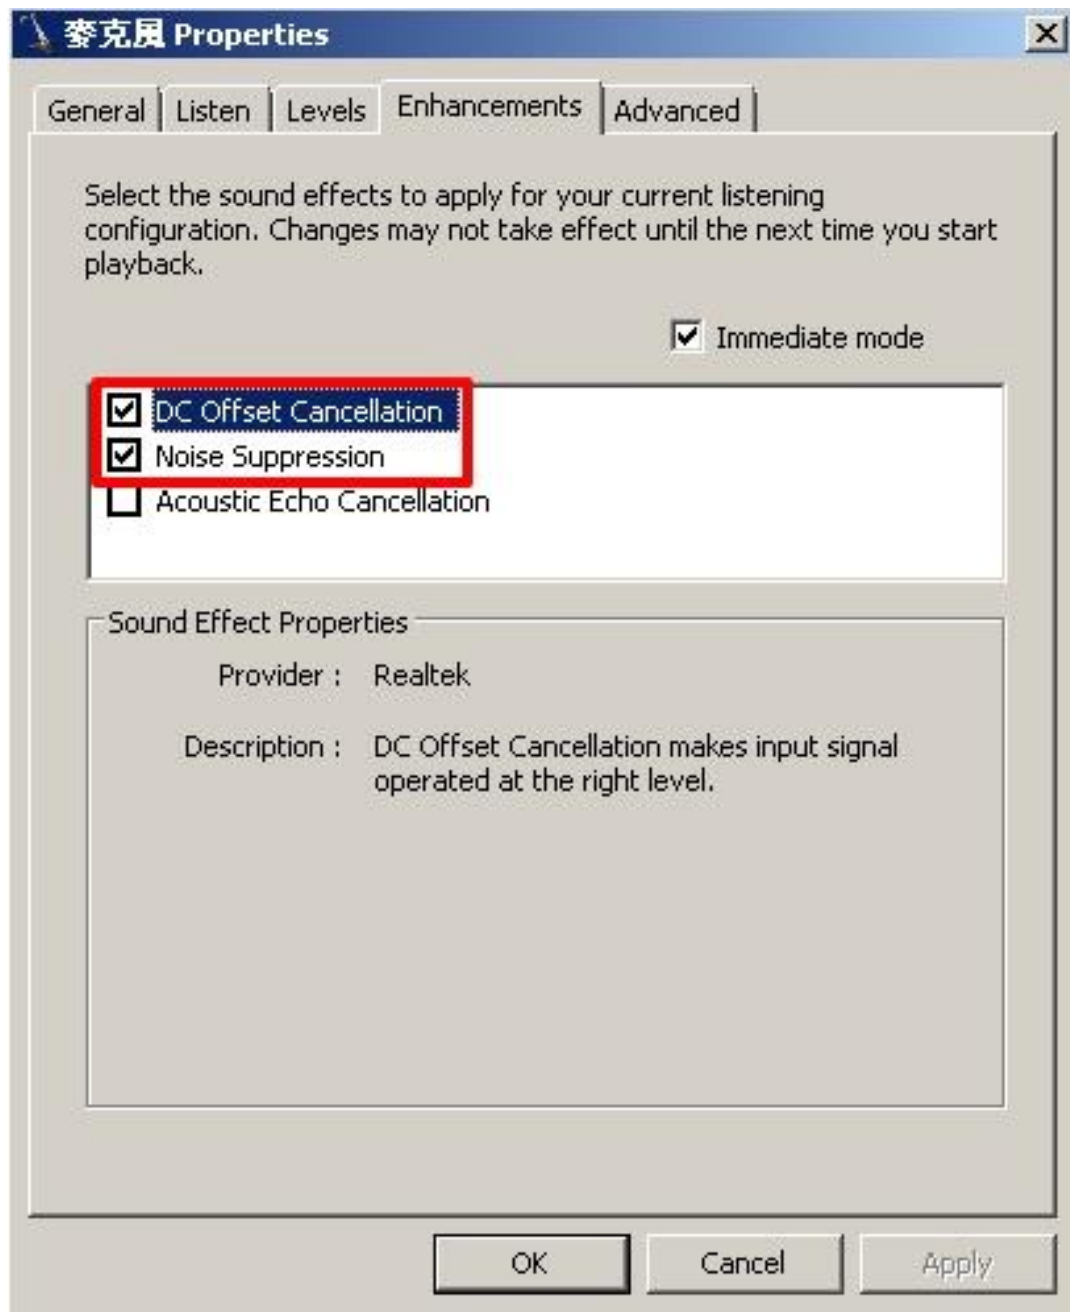 麥克風 Properties
General Listen Levels Enhancements Advanced
Select the sound effects to apply for your current listening
configuration. Changes may not take effect until the next time you start
playback.
Immediate mode
DC Offset Cancellation
Noise Suppression
Acoustic Echo Cancellation
Sound Effect Properties
Provider : Realtek
Description : DC Offset Cancellation makes input signal
operated at the right level.
OK Cancel Apply